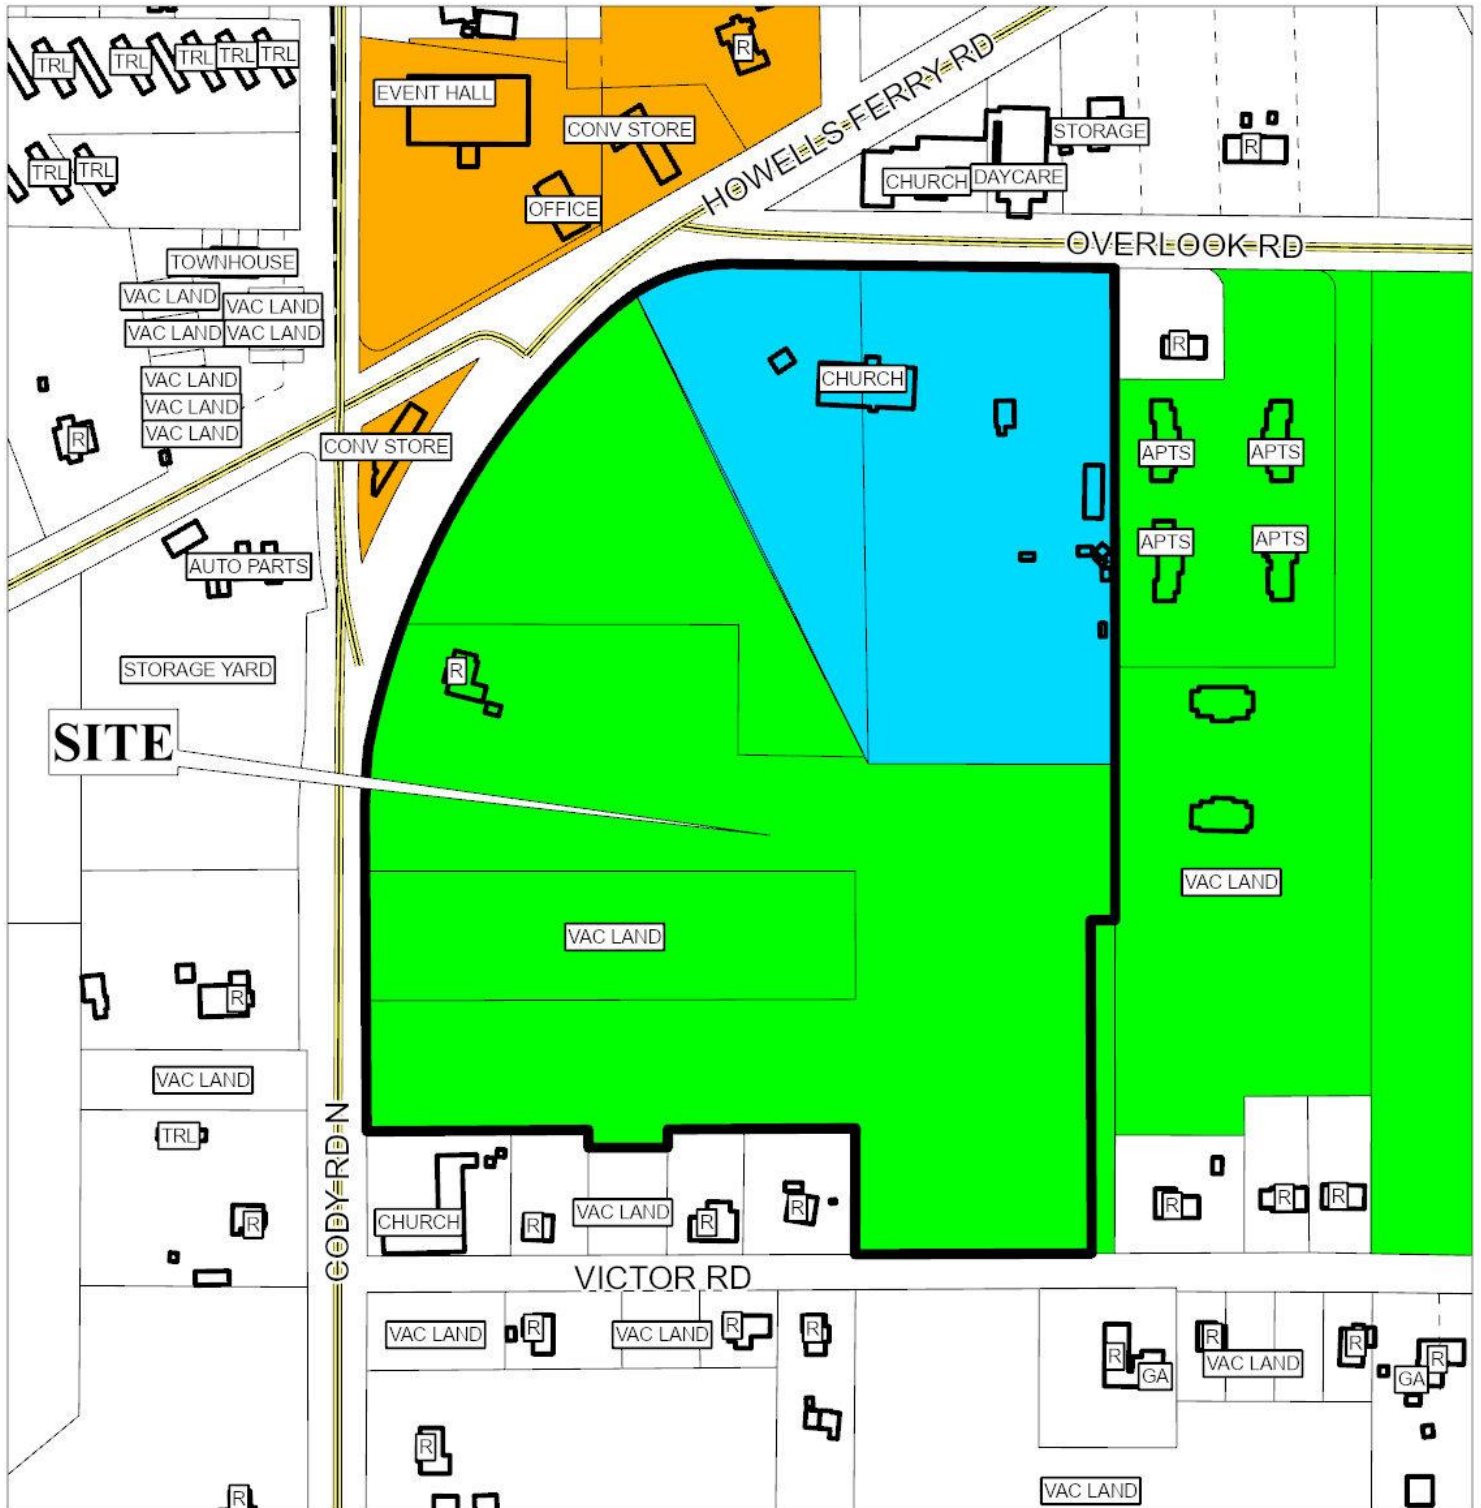 R
TRL
TRL
TRL
TRL
TRL
EVENT HALL
CONV STORE
HOWELLS FERRY RD
STORAGE
R
TRL
TRL
CHURCH
DAYCARE
OFFICE
OVERLOOK RD
TOWNHOUSE
VAC LAND
VAC LAND
VAC LAND
VAC LAND
R
VAC LAND
CHURCH
VAC LAND
VAC LAND
R
CONV STORE
APTS
APTS
APTS
APTS
AUTO PARTS
STORAGE YARD
R
SITE
VAC LAND
VAC LAND
R
VAC LAND
TRL
CODY RD N
R
CHURCH
R
VAC LAND
R
R
R
R
R
VICTOR RD
VAC LAND
R
VAC LAND
R
R
R
GA
R
VAC LAND
R
R
GA
R
R
VAC LAND